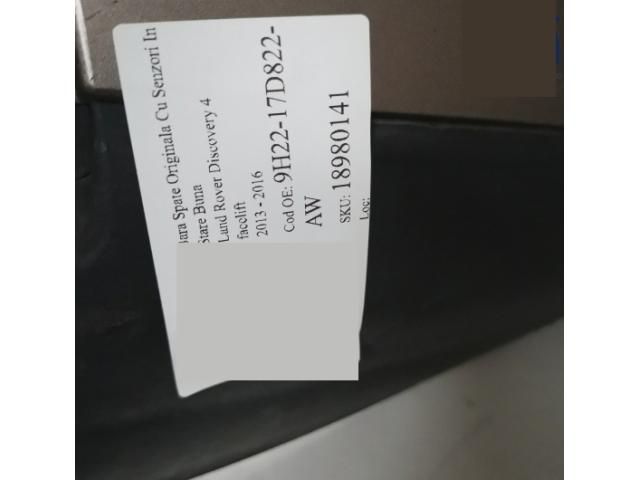 Bara Spate Originala Cu Senzori In
Stare Buna
Land Rover Discovery 4
facelift
2013 - 2016
Cod OE: 9H22-17D822-
AW
SKU: 18980141
Loc: